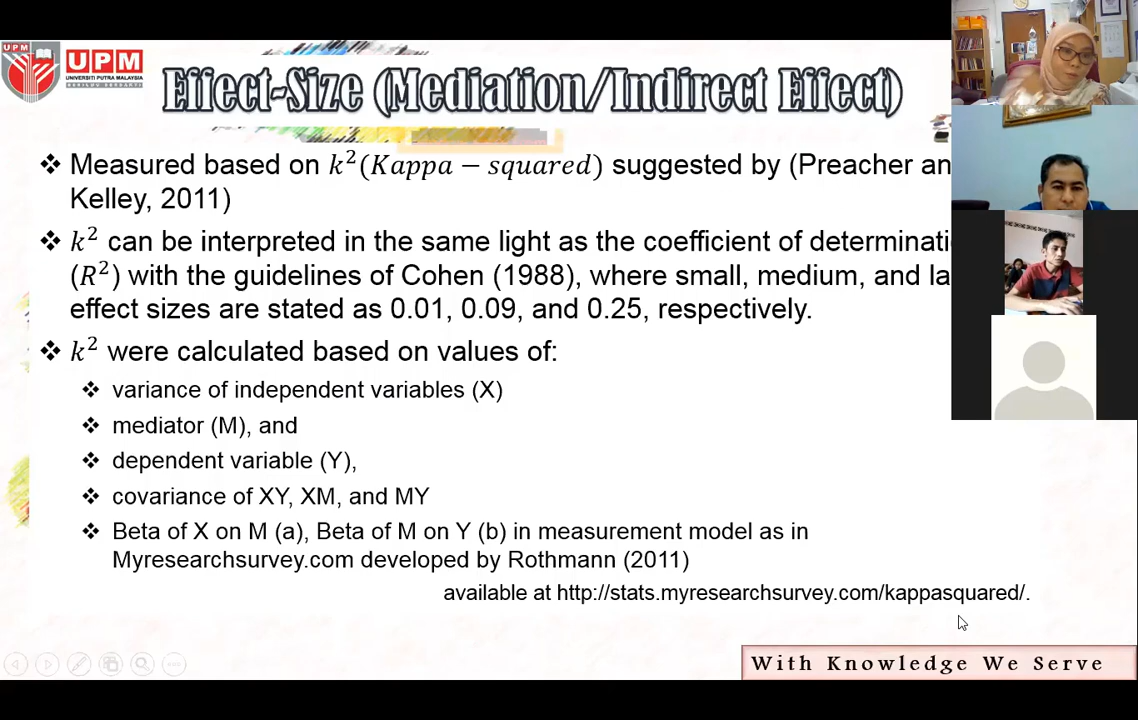 UPM
UPM
UNIVERSITI PUTRA MALAYSIA
BERILMU BERBAKTI
Effect-Size (Mediation/Indirect Effect)
❖ Measured based on k²(Kappa − squared) suggested by (Preacher an
Kelley, 2011)
❖ k² can be interpreted in the same light as the coefficient of determinati
(R²) with the guidelines of Cohen (1988), where small, medium, and la
effect sizes are stated as 0.01, 0.09, and 0.25, respectively.
❖ k² were calculated based on values of:
❖ variance of independent variables (X)
❖ mediator (M), and
❖ dependent variable (Y),
❖ covariance of XY, XM, and MY
❖ Beta of X on M (a), Beta of M on Y (b) in measurement model as in
Myresearchsurvey.com developed by Rothmann (2011)
available at http://stats.myresearchsurvey.com/kappasquared/.
With Knowledge We Serve